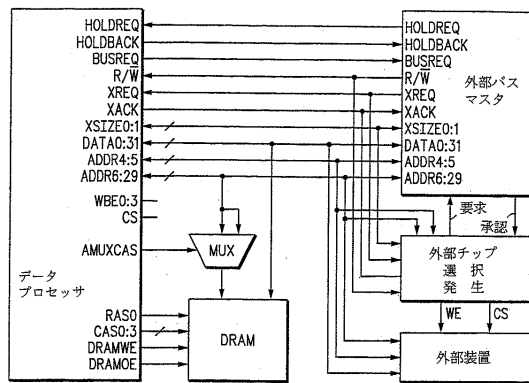 HOLDREQ
HOLDBACK
BUSREQ
R/W̅
XREQ
XACK
XSIZE0:1
DATA0:31
ADDR4:5
ADDR6:29
WBE0:3
CS
AMUXCAS
データ
プロセッサ
RAS0
CAS0:3
DRAMWE
DRAMOE
MUX
DRAM
HOLDREQ
HOLDBACK
BUSREQ
R/W̅
XREQ
XACK
XSIZE0:1
DATA0:31
ADDR4:5
ADDR6:29
外部バス
マスタ
要求
承認
外部チップ
選択
発生
WE
CS
外部装置